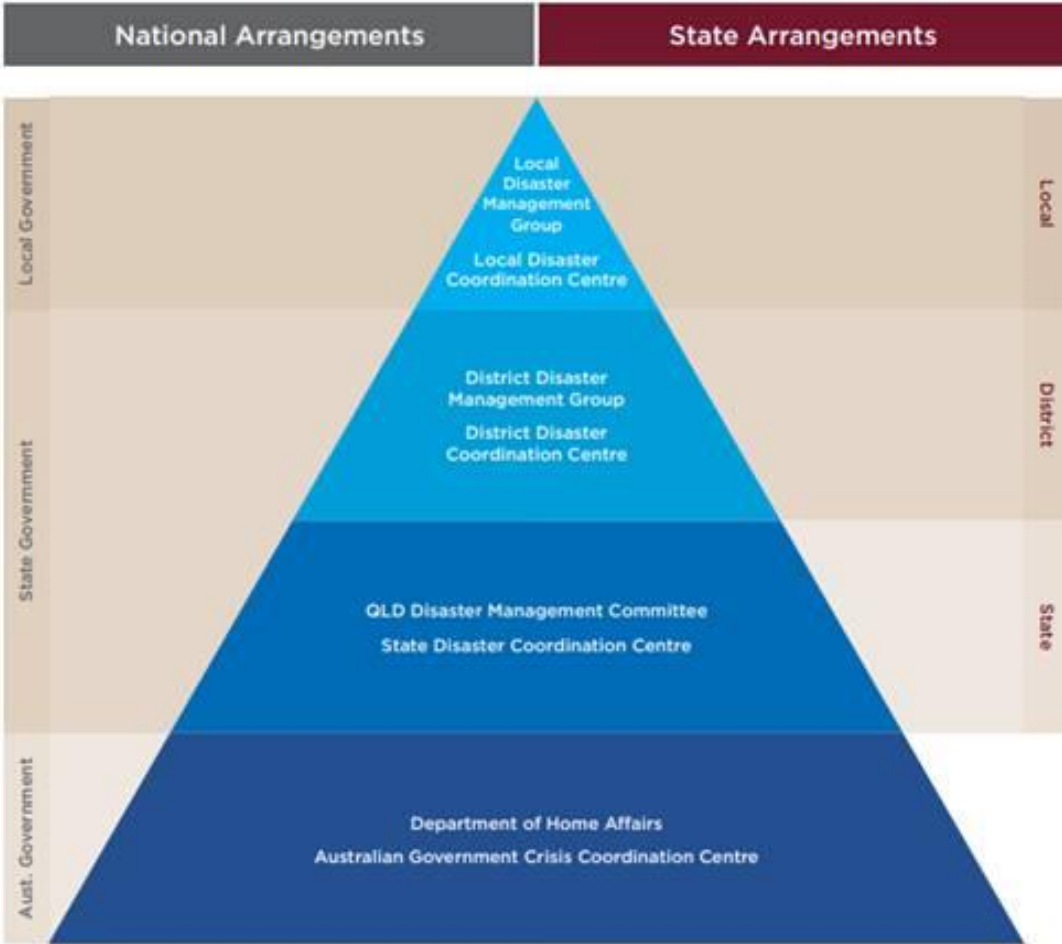 National Arrangements
State Arrangements
Local Government
Local
Disaster
Management
Group
Local Disaster
Coordination Centre
Local
State Government
District Disaster
Management Group
District Disaster
Coordination Centre
District
QLD Disaster Management Committee
State Disaster Coordination Centre
State
Aust. Government
Department of Home Affairs
Australian Government Crisis Coordination Centre